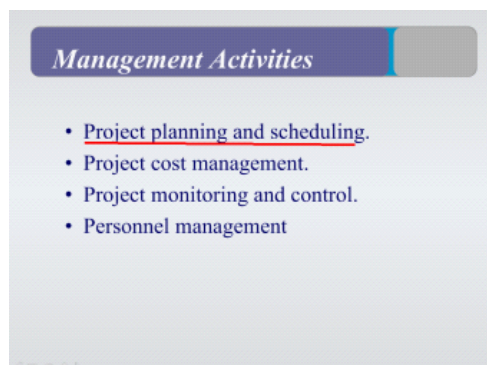 Management Activities
• Project planning and scheduling.
• Project cost management.
• Project monitoring and control.
• Personnel management